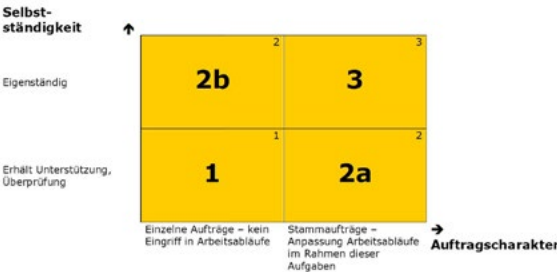 Selbst-
ständigkeit
2
3
Eigenständig
2b
3
1
2
Erhält Unterstützung,
Überprüfung
1
2a
Einzelne Aufträge – kein
Eingriff in Arbeitsabläufe
Stammaufträge –
Anpassung Arbeitsabläufe
im Rahmen dieser
Aufgaben
Auftragscharakter